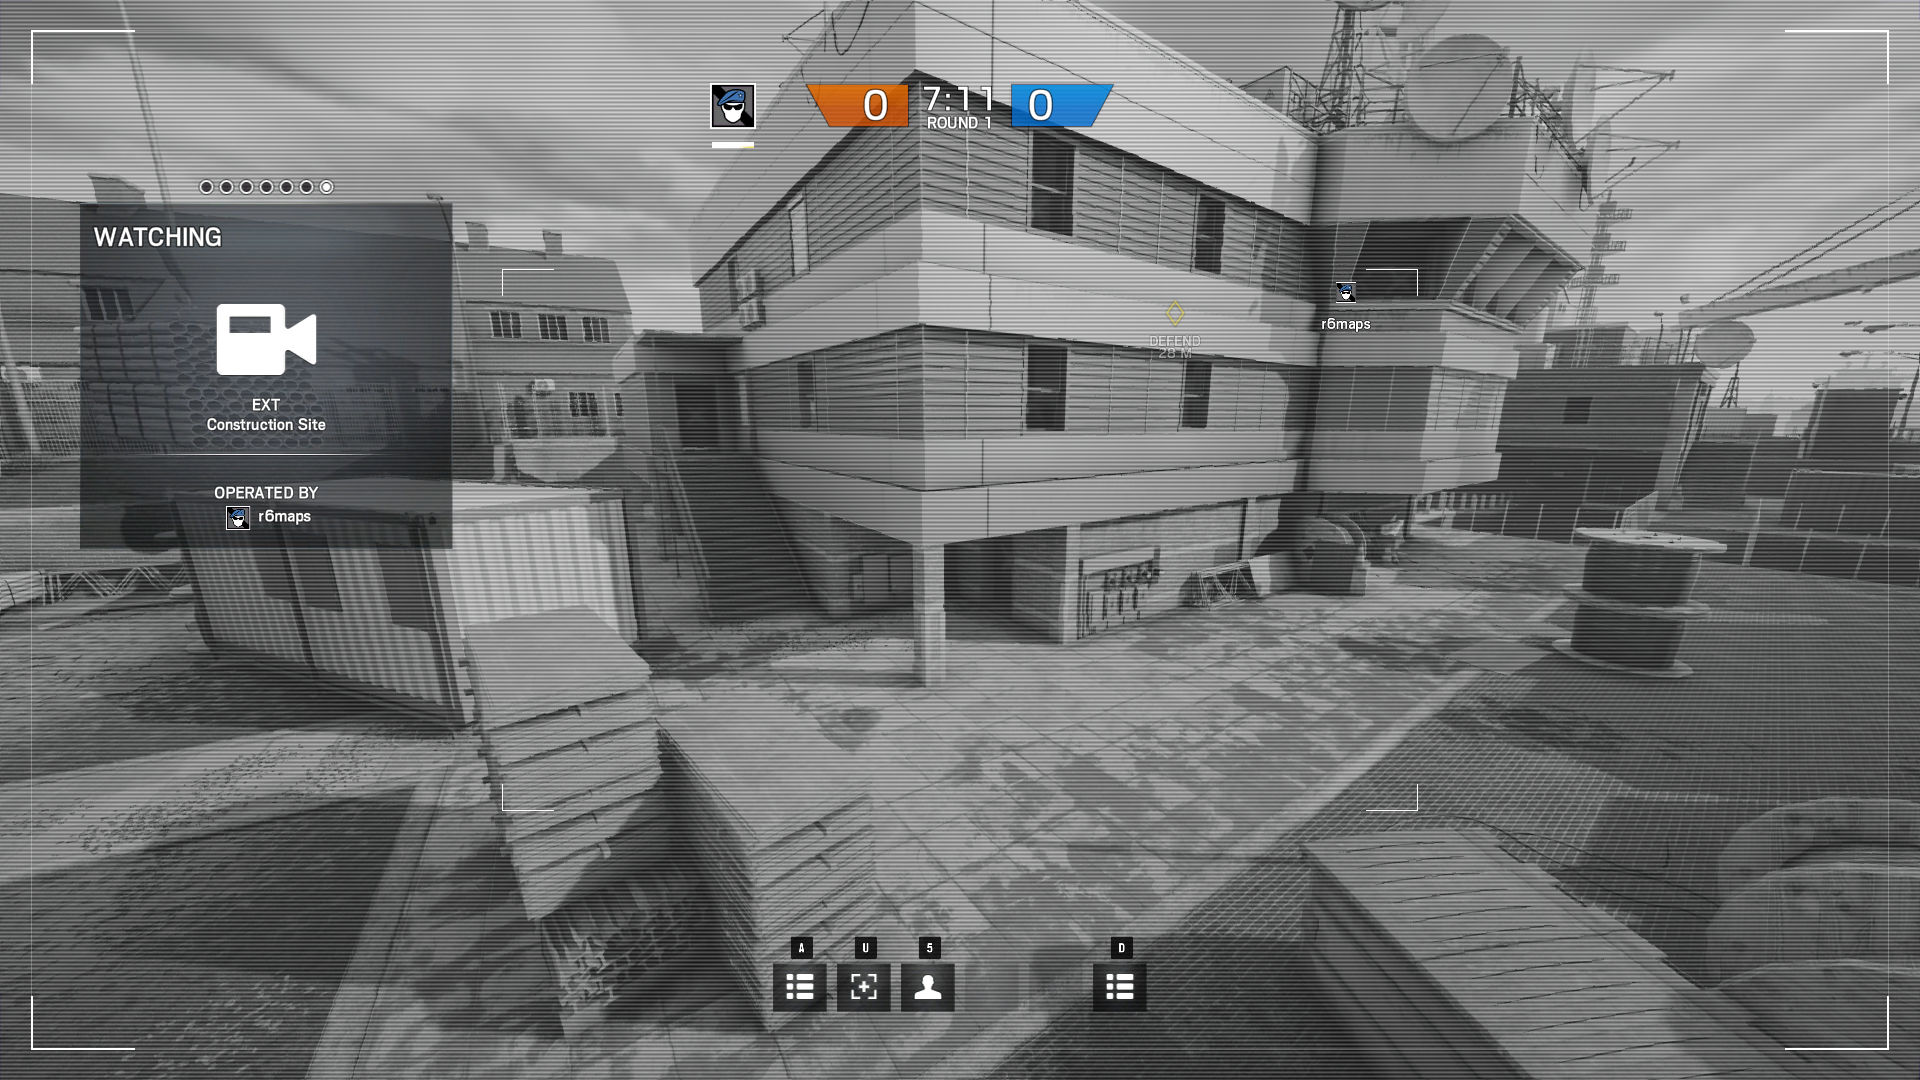 0
7:11
0
ROUND 1
WATCHING
EXT
Construction Site
OPERATED BY
r6maps
r6maps
DEFEND
28 M
A
U
5
D